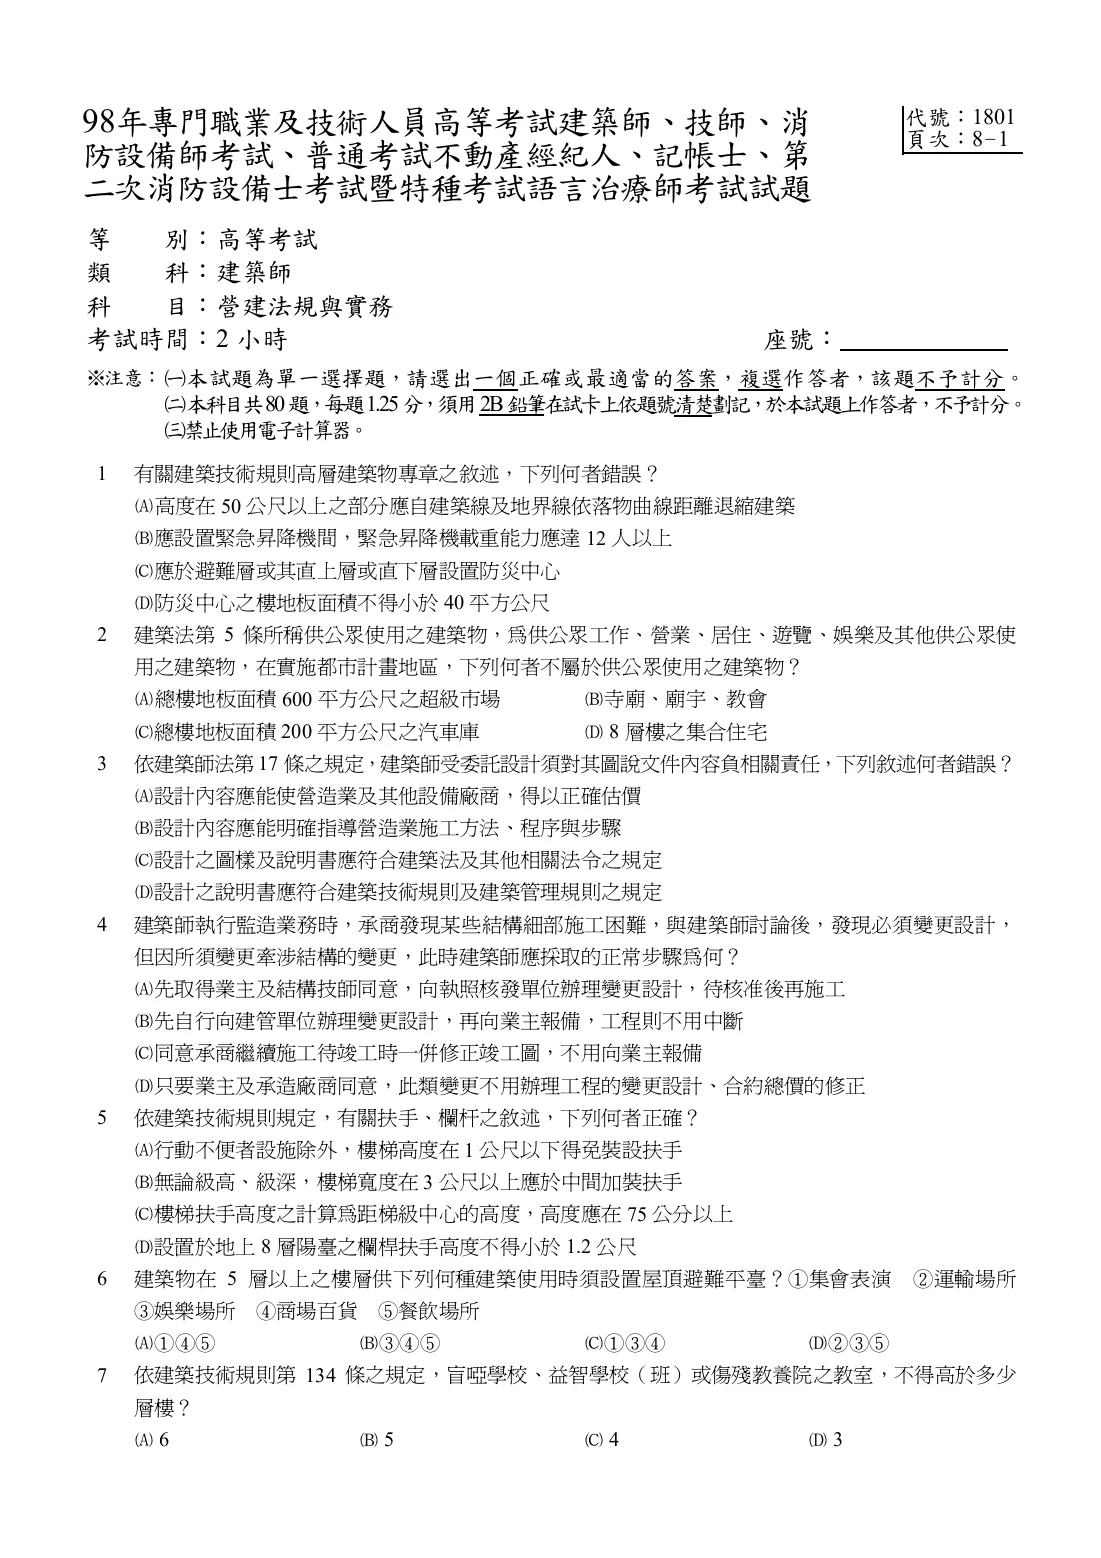 98年專門職業及技術人員高等考試建築師、技師、消
防設備師考試、普通考試不動產經紀人、記帳士、第
二次消防設備士考試暨特種考試語言治療師考試試題
代號：1801
頁次：8－1
等　　別：高等考試
類　　科：建築師
科　　目：營建法規與實務
考試時間：2 小時　　座號：
※注意：㈠本試題為單一選擇題，請選出一個正確或最適當的答案，複選作答者，該題不予計分。
㈡本科目共80 題，每題1.25 分，須用2B 鉛筆在試卡上依題號清楚劃記，於本試題上作答者，不予計分。
㈢禁止使用電子計算器。
1 有關建築技術規則高層建築物專章之敘述，下列何者錯誤？
(A)高度在 50 公尺以上之部分應自建築線及地界線依落物曲線距離退縮建築
(B)應設置緊急昇降機間，緊急昇降機載重能力應達 12 人以上
(C)應於避難層或其直上層或直下層設置防災中心
(D)防災中心之樓地板面積不得小於 40 平方公尺
2 建築法第 5 條所稱供公眾使用之建築物，為供公眾工作、營業、居住、遊覽、娛樂及其他供公眾使
用之建築物，在實施都市計畫地區，下列何者不屬於供公眾使用之建築物？
(A)總樓地板面積 600 平方公尺之超級市場　(B)寺廟、廟宇、教會
(C)總樓地板面積 200 平方公尺之汽車庫　(D) 8 層樓之集合住宅
3 依建築師法第 17 條之規定，建築師受委託設計須對其圖說文件內容負相關責任，下列敘述何者錯誤？
(A)設計內容應能使營造業及其他設備廠商，得以正確估價
(B)設計內容應能明確指導營造業施工方法、程序與步驟
(C)設計之圖樣及說明書應符合建築法及其他相關法令之規定
(D)設計之說明書應符合建築技術規則及建築管理規則之規定
4 建築師執行監造業務時，承商發現某些結構細部施工困難，與建築師討論後，發現必須變更設計，
但因所須變更牽涉結構的變更，此時建築師應採取的正常步驟為何？
(A)先取得業主及結構技師同意，向執照核發單位辦理變更設計，待核准後再施工
(B)先自行向建管單位辦理變更設計，再向業主報備，工程則不用中斷
(C)同意承商繼續施工待竣工時一併修正竣工圖，不用向業主報備
(D)只要業主及承造廠商同意，此類變更不用辦理工程的變更設計、合約總價的修正
5 依建築技術規則規定，有關扶手、欄杆之敘述，下列何者正確？
(A)行動不便者設施除外，樓梯高度在 1 公尺以下得免裝設扶手
(B)無論級高、級深，樓梯寬度在 3 公尺以上應於中間加裝扶手
(C)樓梯扶手高度之計算為距梯級中心的高度，高度應在 75 公分以上
(D)設置於地上 8 層陽臺之欄桿扶手高度不得小於 1.2 公尺
6 建築物在 5 層以上之樓層供下列何種建築使用時須設置屋頂避難平臺？①集會表演　②運輸場所
③娛樂場所　④商場百貨　⑤餐飲場所
(A)①④⑤　(B)③④⑤　(C)①③④　(D)②③⑤
7 依建築技術規則第 134 條之規定，盲啞學校、益智學校（班）或傷殘教養院之教室，不得高於多少
層樓？
(A) 6　(B) 5　(C) 4　(D) 3